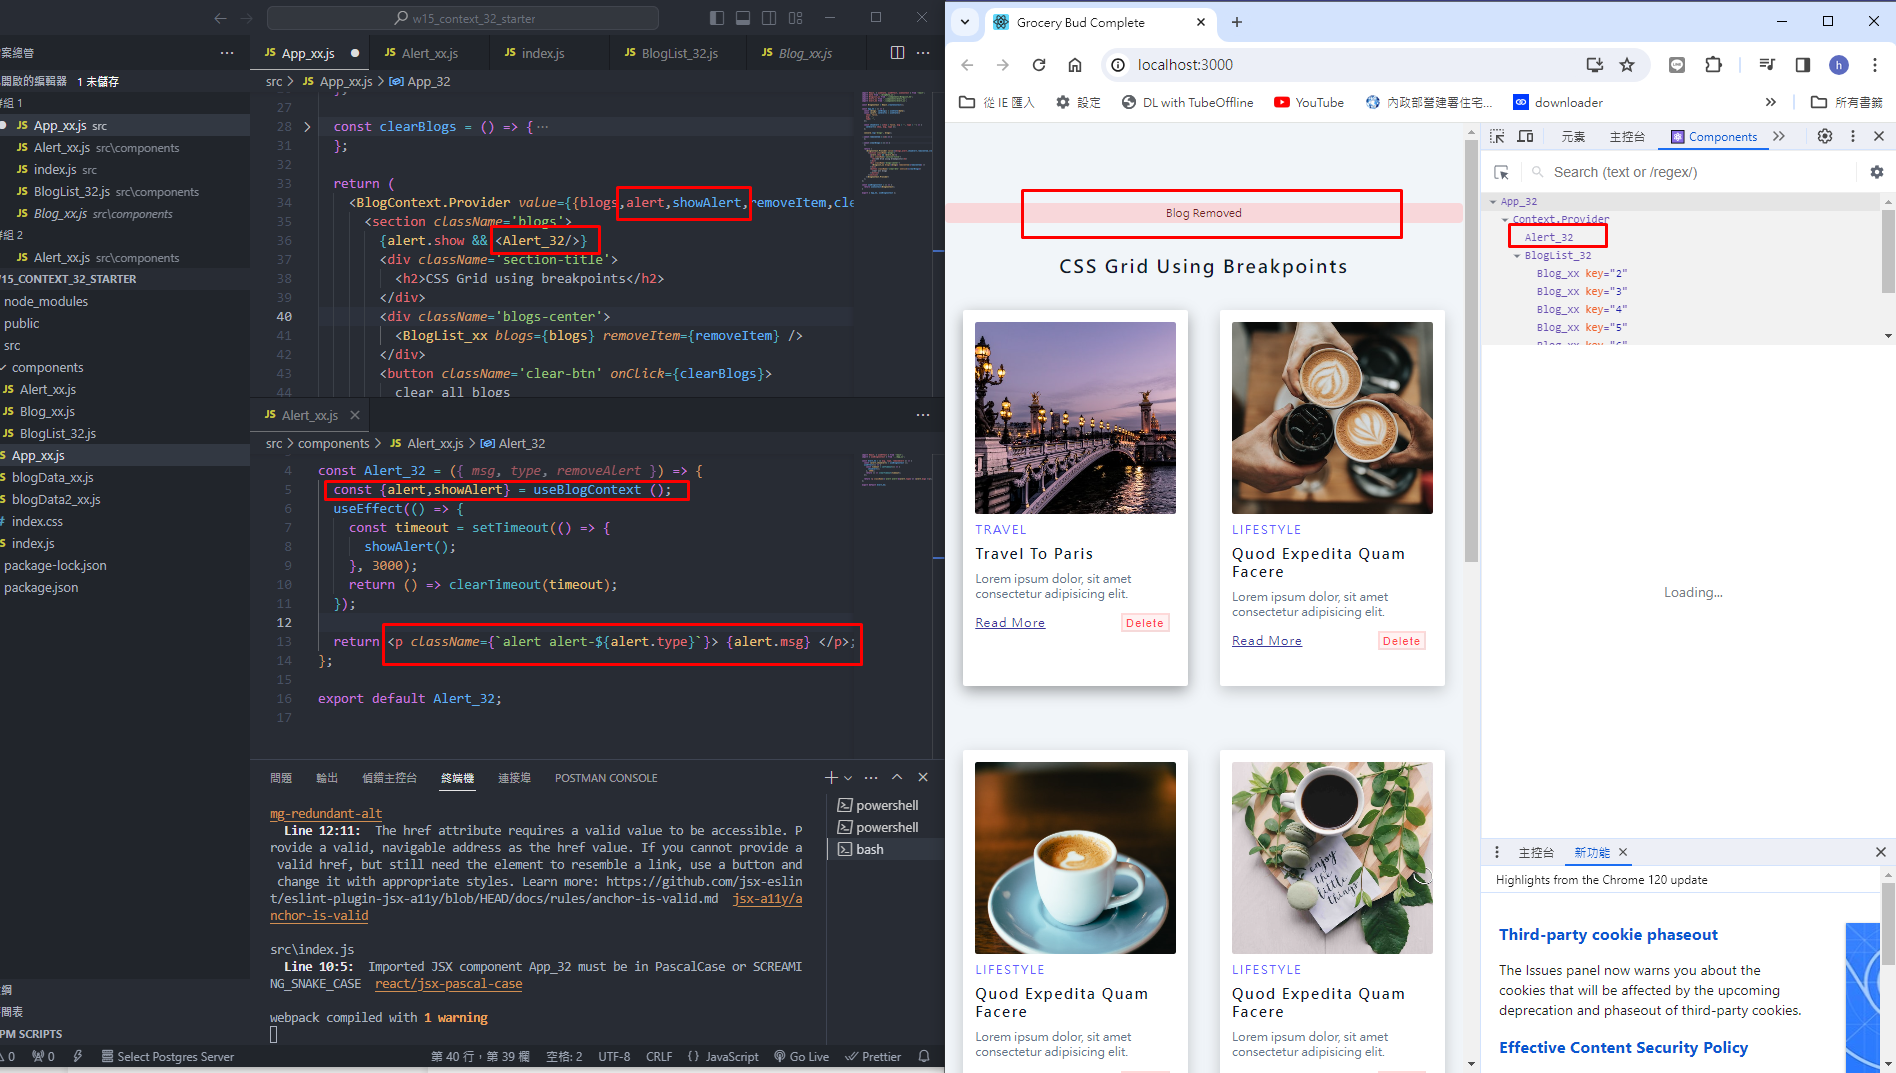 w15_context_32_starter
檔案總管
開啟的編輯器 1 未儲存
群組 1
JS App_xx.js src
JS Alert_xx.js src\components
JS index.js src
JS BlogList_32.js src\components
JS Blog_xx.js src\components
群組 2
JS Alert_xx.js src\components
W15_CONTEXT_32_STARTER
node_modules
public
src
components
JS Alert_xx.js
JS Blog_xx.js
JS BlogList_32.js
App_xx.js
blogData_xx.js
blogData2_xx.js
index.css
index.js
package-lock.json
package.json
PM SCRIPTS
JS App_xx.js
JS Alert_xx.js
JS index.js
JS BlogList_32.js
JS Blog_xx.js
src > JS App_xx.js > App_32
27
28 const clearBlogs = () => {···
31 };
32
33 return (
34 <BlogContext.Provider value={{blogs,alert,showAlert,removeItem,cle
35 <section className='blogs'>
36 {alert.show && <Alert_32/>}
37 <div className='section-title'>
38 <h2>CSS Grid using breakpoints</h2>
39 </div>
40 <div className='blogs-center'>
41 <BlogList_xx blogs={blogs} removeItem={removeItem} />
42 </div>
43 <button className='clear-btn' onClick={clearBlogs}>
44 clear all blogs
JS Alert_xx.js
src > components > JS Alert_xx.js > Alert_32
4 const Alert_32 = ({ msg, type, removeAlert }) => {
5 const {alert,showAlert} = useBlogContext ();
6 useEffect(() => {
7 const timeout = setTimeout(() => {
8 showAlert();
9 }, 3000);
10 return () => clearTimeout(timeout);
11 });
12
13 return <p className={`alert alert-${alert.type}`}> {alert.msg} </p>;
14 };
15
16 export default Alert_32;
17
問題 輸出 偵錯主控台 終端機 連接埠 POSTMAN CONSOLE
mg-redundant-alt
Line 12:11: The href attribute requires a valid value to be accessible. P
rovide a valid, navigable address as the href value. If you cannot provide a
valid href, but still need the element to resemble a link, use a button and
change it with appropriate styles. Learn more: https://github.com/jsx-eslin
t/eslint-plugin-jsx-a11y/blob/HEAD/docs/rules/anchor-is-valid.md jsx-a11y/a
nchor-is-valid
src\index.js
Line 10:5: Imported JSX component App_32 must be in PascalCase or SCREAMI
NG_SNAKE_CASE react/jsx-pascal-case
webpack compiled with 1 warning
powershell
powershell
bash
0 0 Select Postgres Server 第 40 行，第 39 欄 空格: 2 UTF-8 CRLF {} JavaScript Go Live Prettier
Grocery Bud Complete
localhost:3000
h
從 IE 匯入 設定 DL with TubeOffline YouTube 內政部營建署住宅... downloader 所有書籤
Blog Removed
CSS Grid Using Breakpoints
TRAVEL
Travel To Paris
Lorem ipsum dolor, sit amet
consectetur adipisicing elit.
Read More
Delete
LIFESTYLE
Quod Expedita Quam
Facere
Lorem ipsum dolor, sit amet
consectetur adipisicing elit.
Read More
Delete
enjoy
the
little
things
LIFESTYLE
Quod Expedita Quam
Facere
Lorem ipsum dolor, sit amet
consectetur adipisicing elit.
LIFESTYLE
Quod Expedita Quam
Facere
Lorem ipsum dolor, sit amet
consectetur adipisicing elit.
元素 主控台 Components
Search (text or /regex/)
App_32
Context.Provider
Alert_32
BlogList_32
Blog_xx key="2"
Blog_xx key="3"
Blog_xx key="4"
Blog_xx key="5"
Blog_xx key="6"
Loading...
主控台 新功能
Highlights from the Chrome 120 update
Third-party cookie phaseout
The Issues panel now warns you about the
cookies that will be affected by the upcoming
deprecation and phaseout of third-party cookies.
Effective Content Security Policy